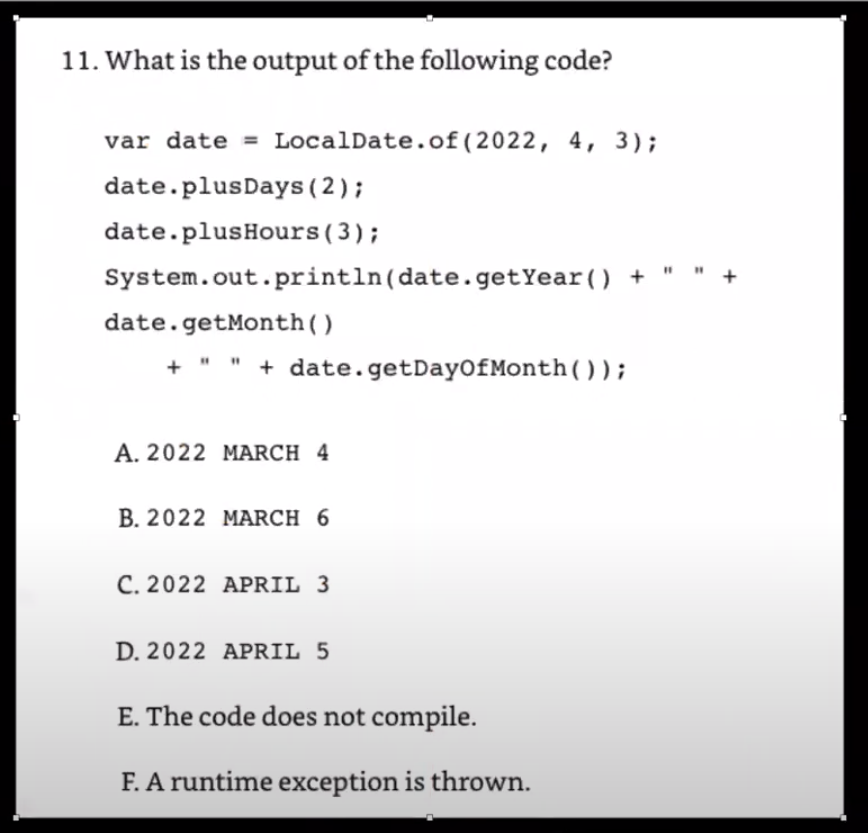 11. What is the output of the following code?
var date = LocalDate.of(2022, 4, 3);
date.plusDays(2);
date.plusHours(3);
System.out.println(date.getYear() + " " +
date.getMonth()
+ " " + date.getDayOfMonth());
A. 2022 MARCH 4
B. 2022 MARCH 6
C. 2022 APRIL 3
D. 2022 APRIL 5
E. The code does not compile.
F. A runtime exception is thrown.